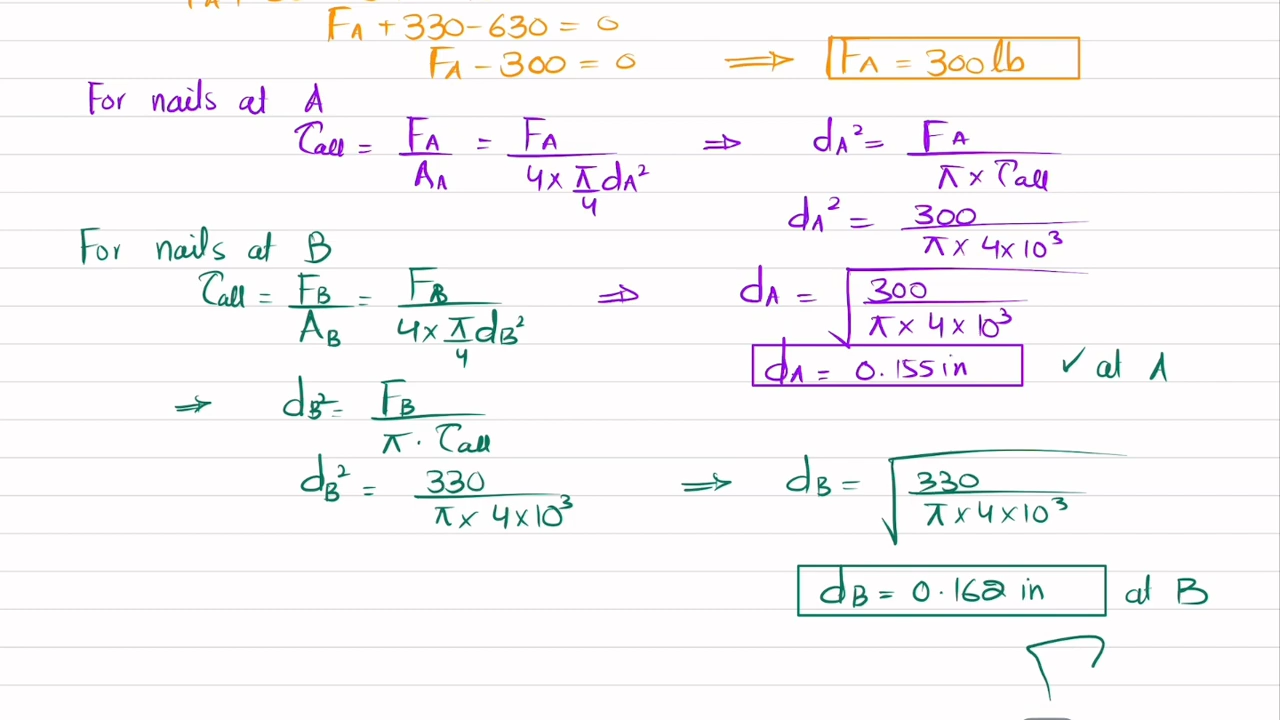 FA + 330-630 = 0
FA - 300 = 0 ⟹ FA = 300 lb
For nails at A
τall = FA/AA = FA/(4 × π/4 dA²) ⇒ dA² = FA/(π × τall)
dA² = 300/(π × 4×10³)
For nails at B
τall = FB/AB = FB/(4 × π/4 dB²) ⇒ dA = √(300/(π × 4 × 10³))
dA = 0.155 in ✓ at A
⇒ dB² = FB/(π · τall)
dB² = 330/(π × 4×10³) ⟹ dB = √(330/(π × 4 × 10³))
dB = 0.162 in at B